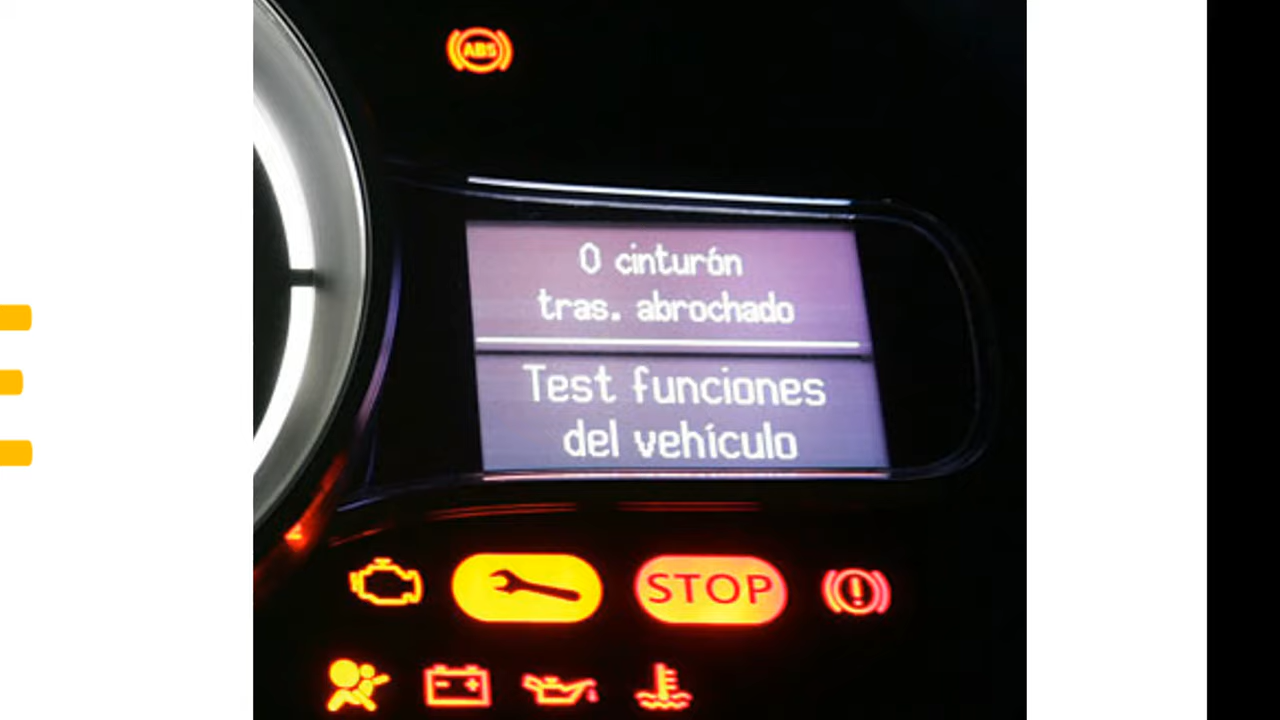 ABS
0 cinturón
tras. abrochado
Test funciones
del vehículo
STOP